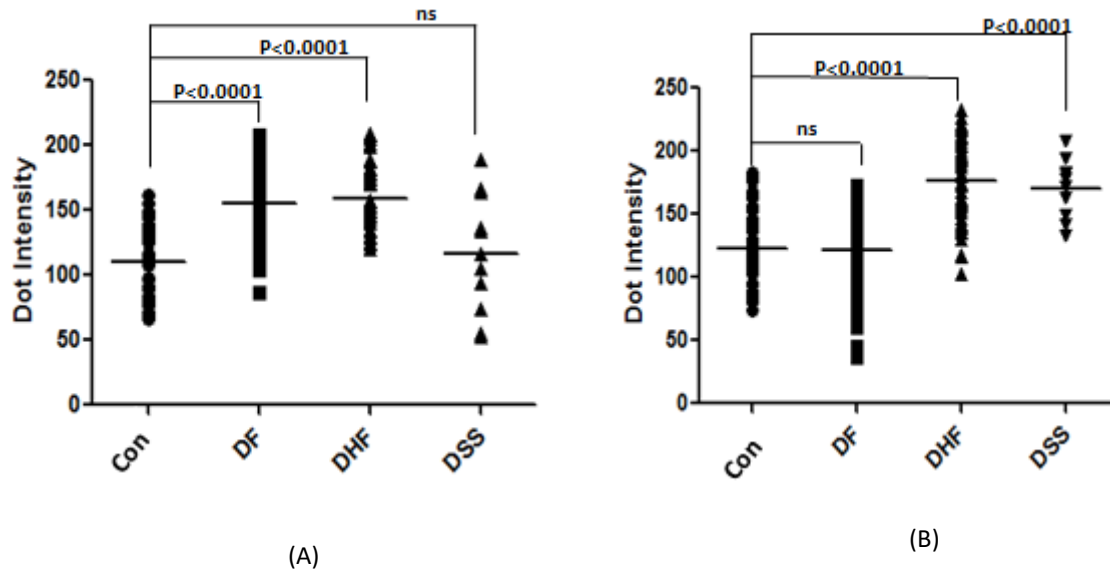 ns
P<0.0001
P<0.0001
250
200
150
100
50
0
Dot Intensity
Con
DF
DHF
DSS
(A)
P<0.0001
P<0.0001
ns
250
200
150
100
50
0
Dot Intensity
Con
DF
DHF
DSS
(B)